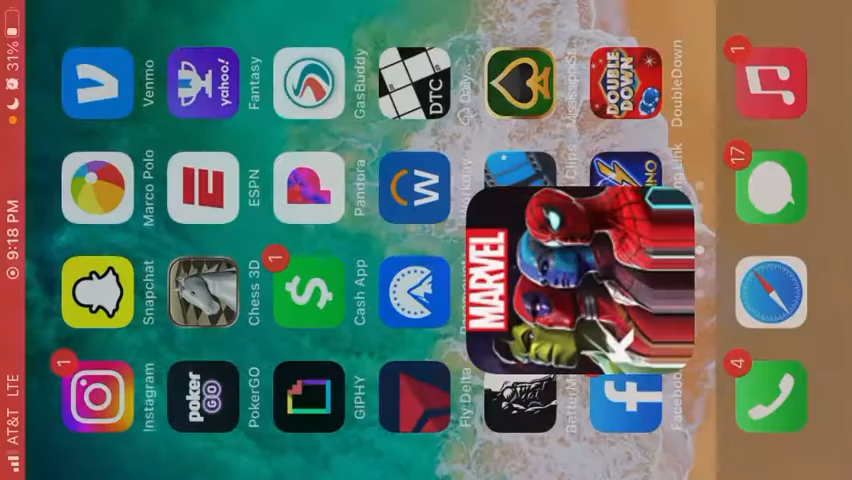 AT&T LTE 9:18 PM 31%
1
Instagram Snapchat Marco Polo Venmo
poker GO yahoo!
PokerGO Chess 3D ESPN Fantasy
1
GIPHY Cash App Pandora GasBuddy
DTC
Fly Delta Daily...
MARVEL
DOUBLE DOWN
DoubleDown
4 17 1